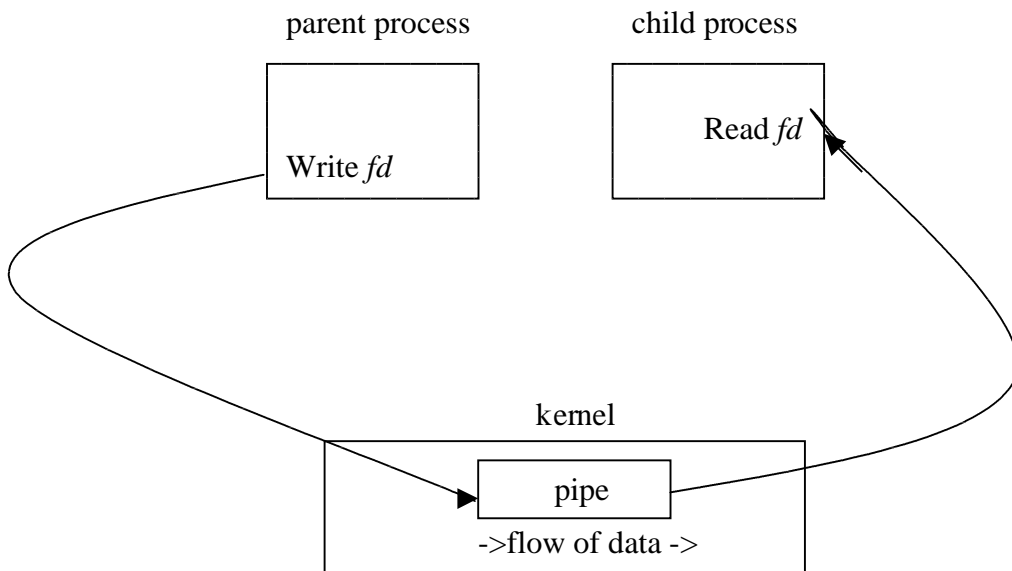 parent process
child process
Read fd
Write fd
kernel
pipe
->flow of data ->